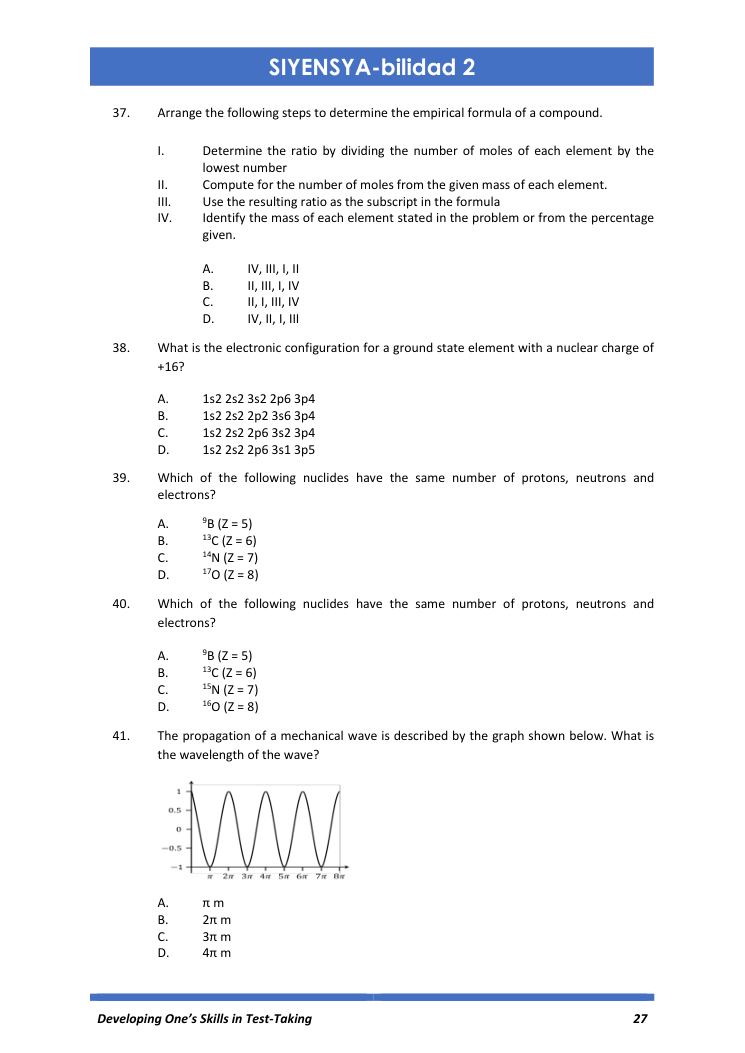 SIYENSYA-bilidad 2
37. Arrange the following steps to determine the empirical formula of a compound.
I. Determine the ratio by dividing the number of moles of each element by the
lowest number
II. Compute for the number of moles from the given mass of each element.
III. Use the resulting ratio as the subscript in the formula
IV. Identify the mass of each element stated in the problem or from the percentage
given.
A. IV, III, I, II
B. II, III, I, IV
C. II, I, III, IV
D. IV, II, I, III
38. What is the electronic configuration for a ground state element with a nuclear charge of
+16?
A. 1s2 2s2 3s2 2p6 3p4
B. 1s2 2s2 2p2 3s6 3p4
C. 1s2 2s2 2p6 3s2 3p4
D. 1s2 2s2 2p6 3s1 3p5
39. Which of the following nuclides have the same number of protons, neutrons and
electrons?
A. ⁹B (Z = 5)
B. ¹³C (Z = 6)
C. ¹⁴N (Z = 7)
D. ¹⁷O (Z = 8)
40. Which of the following nuclides have the same number of protons, neutrons and
electrons?
A. ⁹B (Z = 5)
B. ¹³C (Z = 6)
C. ¹⁵N (Z = 7)
D. ¹⁶O (Z = 8)
41. The propagation of a mechanical wave is described by the graph shown below. What is
the wavelength of the wave?
1
0.5
0
−0.5
−1
π 2π 3π 4π 5π 6π 7π 8π
A. π m
B. 2π m
C. 3π m
D. 4π m
Developing One's Skills in Test-Taking 27